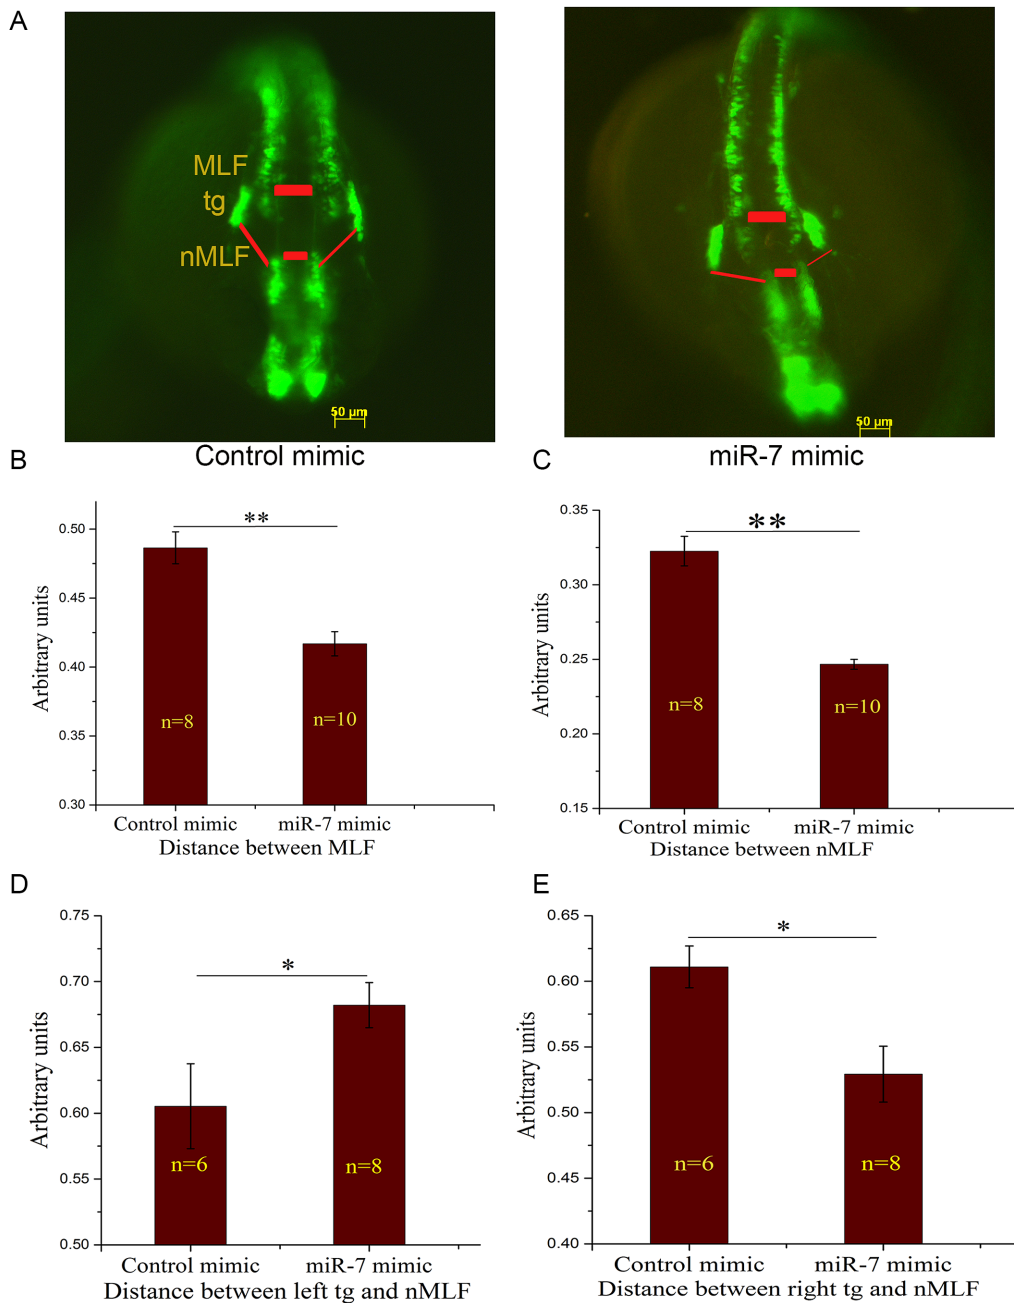 A
MLF
tg
nMLF
50 µm
50 µm
Control mimic
miR-7 mimic
B
**
0.50
0.45
0.40
0.35
0.30
Arbitrary units
n=8
n=10
Control mimic
miR-7 mimic
Distance between MLF
C
**
0.35
0.30
0.25
0.20
0.15
Arbitrary units
n=8
n=10
Control mimic
miR-7 mimic
Distance between nMLF
D
*
0.75
0.70
0.65
0.60
0.55
0.50
Arbitrary units
n=6
n=8
Control mimic
miR-7 mimic
Distance between left tg and nMLF
E
*
0.65
0.60
0.55
0.50
0.45
0.40
Arbitrary units
n=6
n=8
Control mimic
miR-7 mimic
Distance between right tg and nMLF